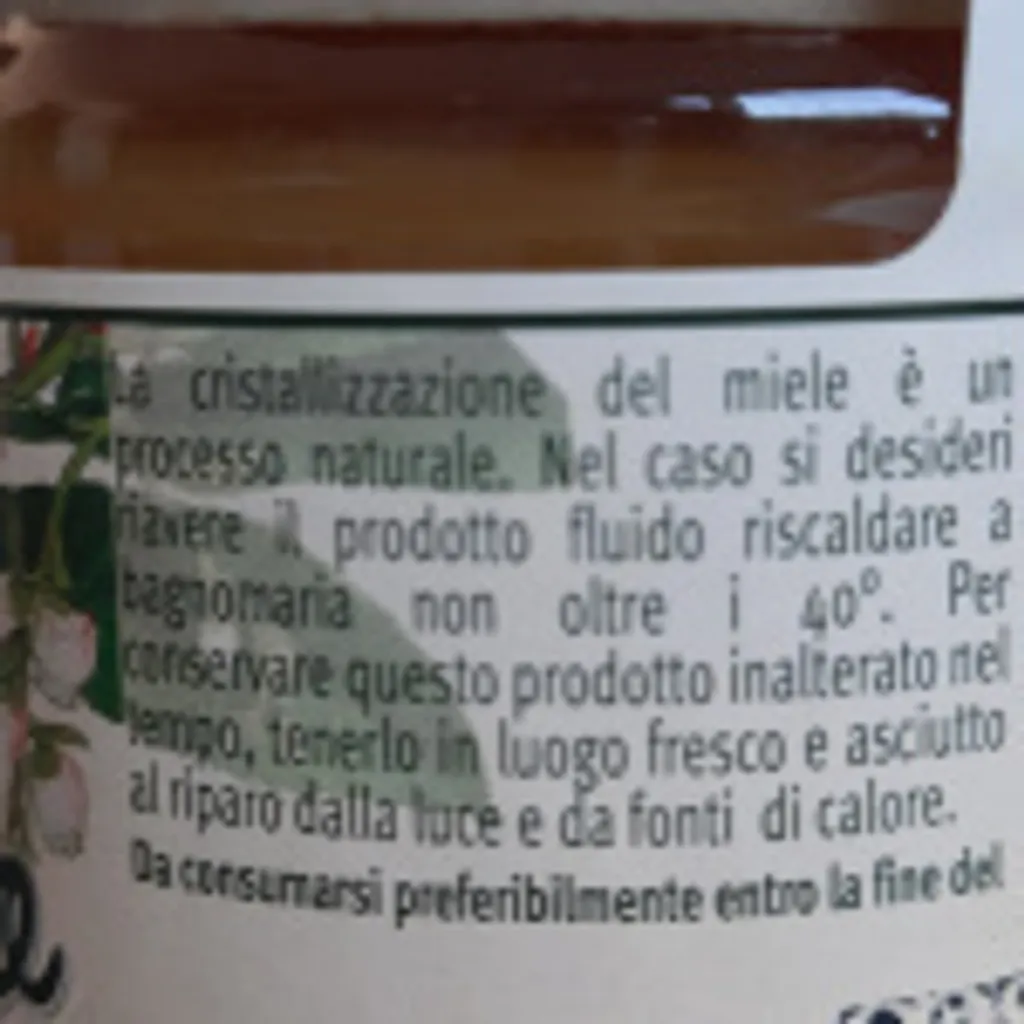 La cristallizzazione del miele è un
processo naturale. Nel caso si desideri
riavere il prodotto fluido riscaldare a
bagnomaria non oltre i 40°. Per
conservare questo prodotto inalterato nel
tempo, tenerlo in luogo fresco e asciutto
al riparo dalla luce e da fonti di calore.
Da consumarsi preferibilmente entro la fine del